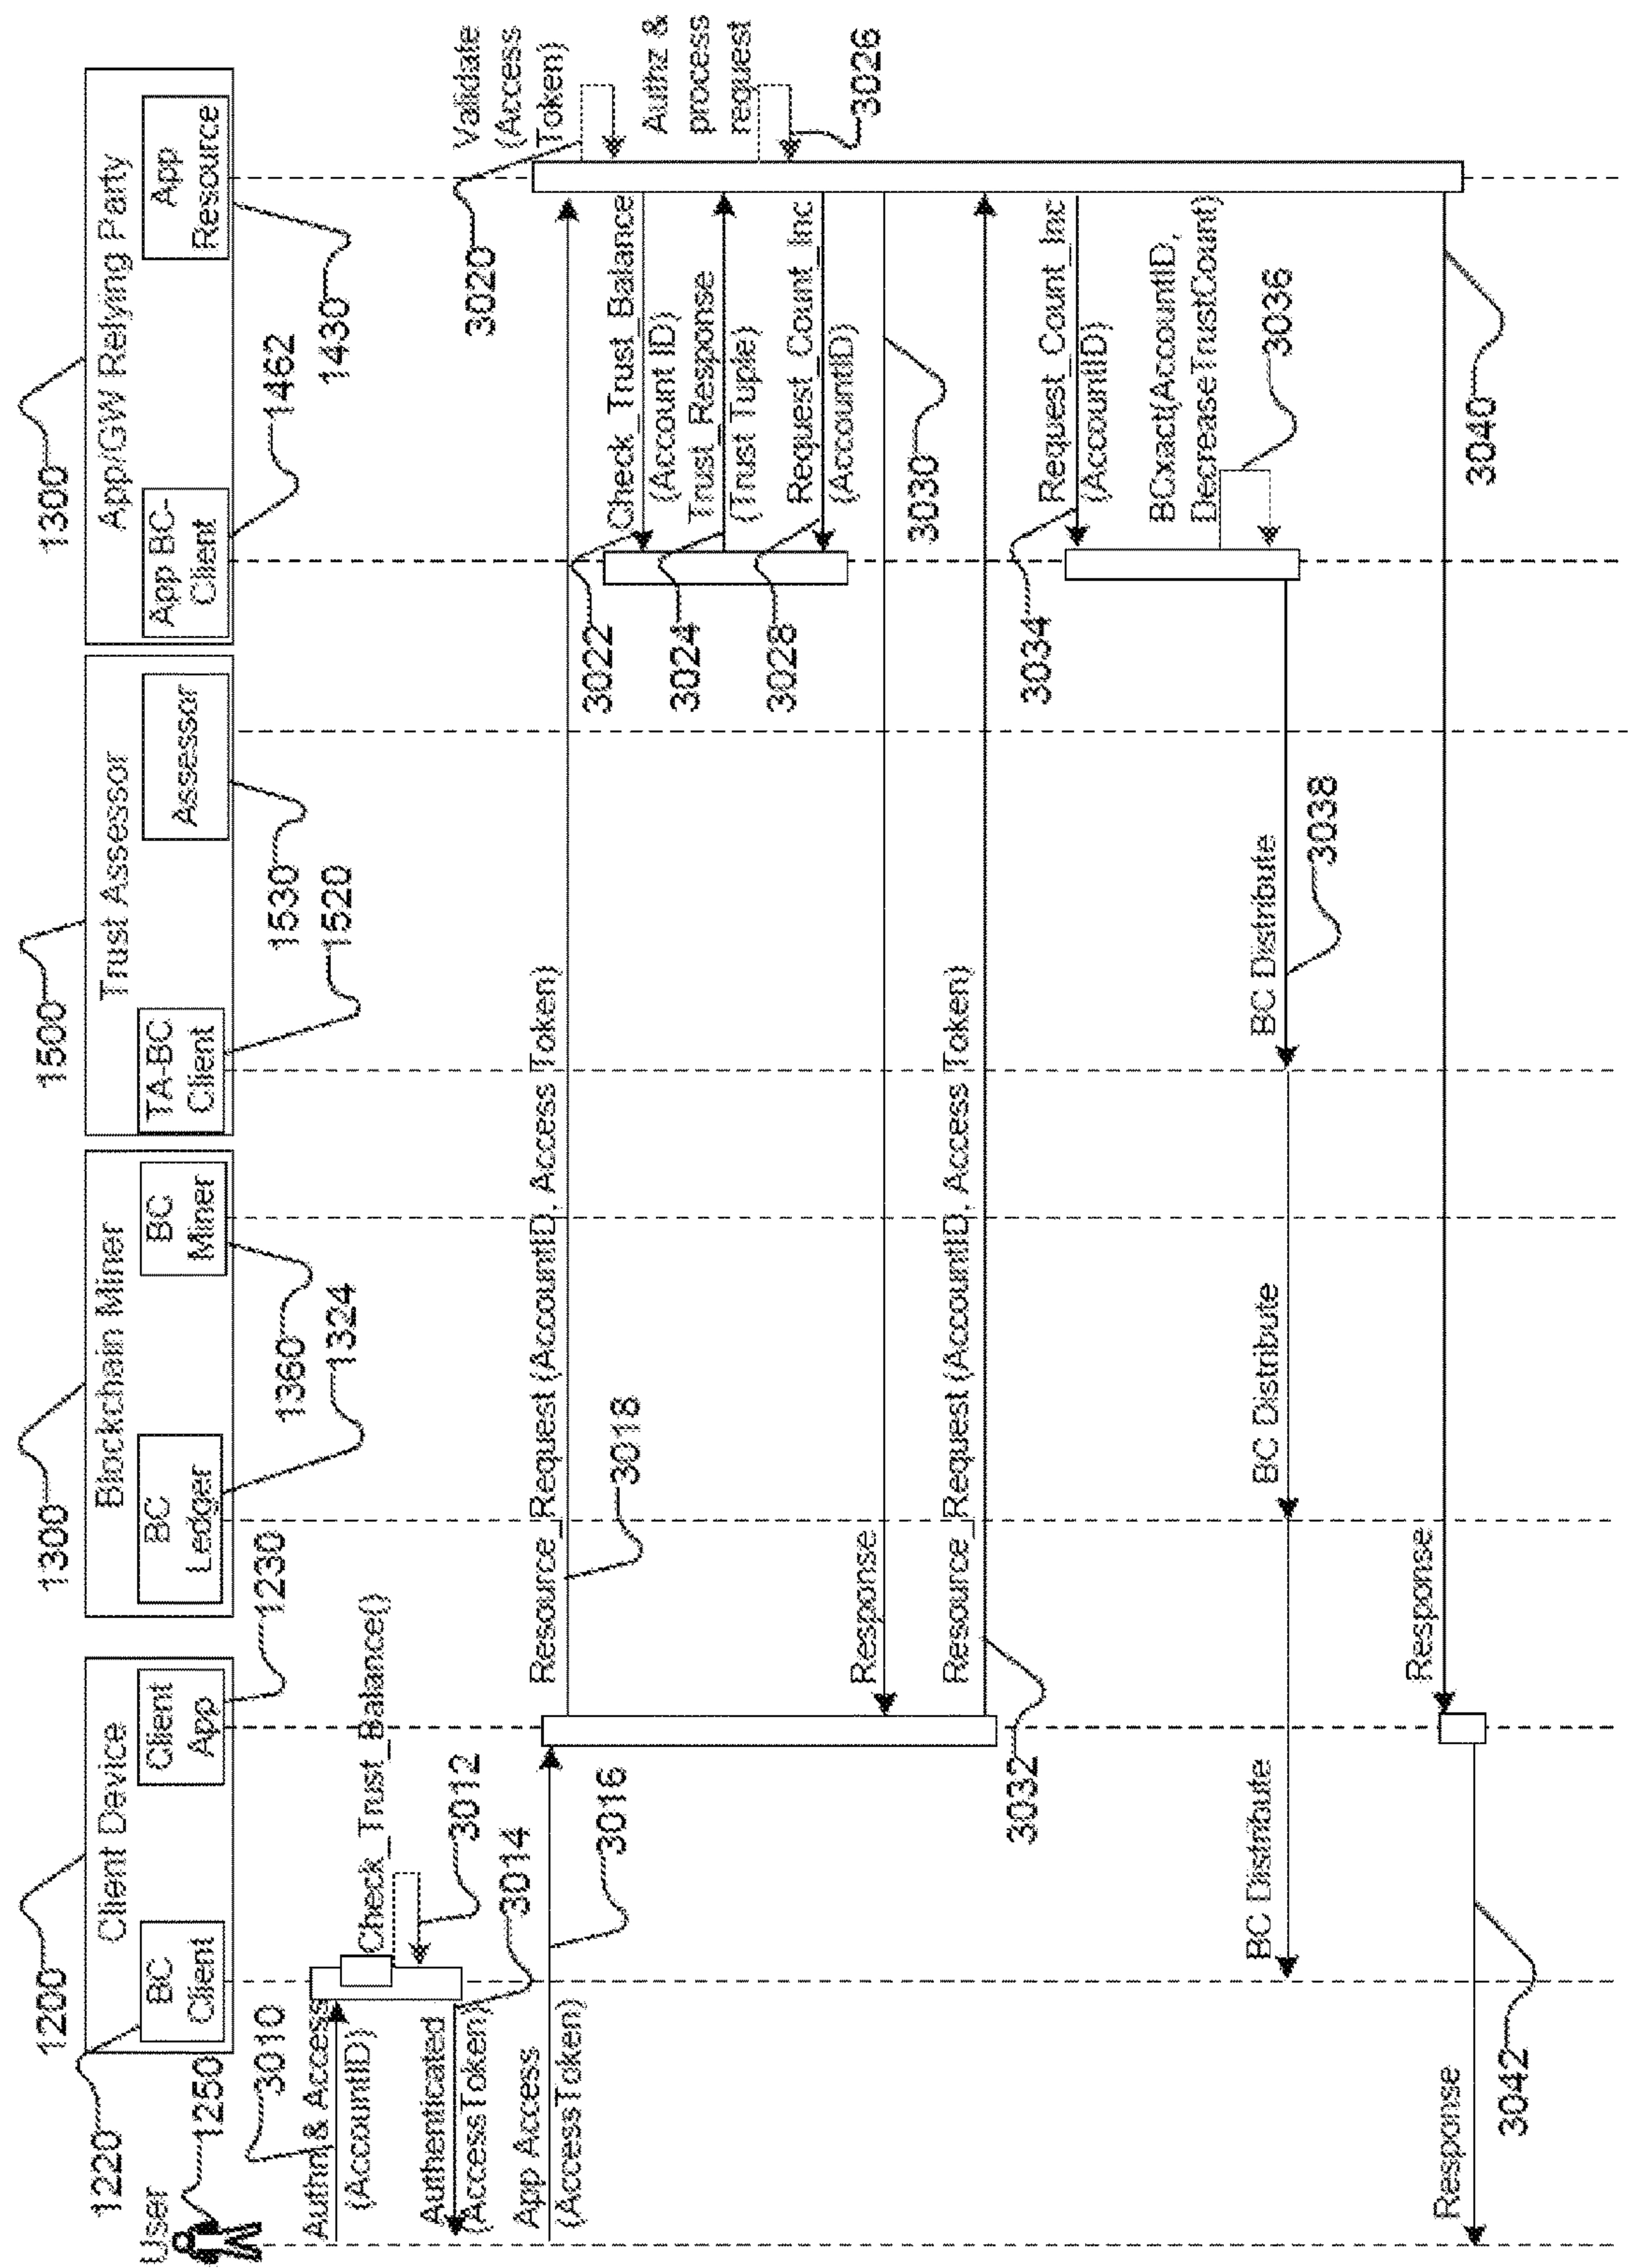 User
1250
1220
1200
Client Device
BC
Client
Client
App
1230
1300
Blockchain Miner
BC
Ledger
BC
Miner
1360
1324
1500
Trust Assessor
TA-BC
Client
Assessor
1530
1520
1300
App/GW Relying Party
App BC-
Client
App
Resource
1462
1430
3010
Authn & Access
(AccountID)
Check_Trust_Balance()
3012
Authenticated
(AccessToken)
3014
App Access
(AccessToken)
3016
Resource_Request (AccountID, Access Token)
3018
3020
Validate
(Access
Token)
Check_Trust_Balance
(Account ID)
3022
Trust_Response
(Trust Tuple)
3024
Authz &
process
request
3026
Request_Count_Inc
(AccountID)
3028
Response
3030
Resource_Request (AccountID, Access Token)
3032
Request_Count_Inc
(AccountID)
3034
BCxact(AccountID,
DecreaseTrustCount)
3036
BC Distribute
3038
BC Distribute
BC Distribute
Response
3040
Response
3042